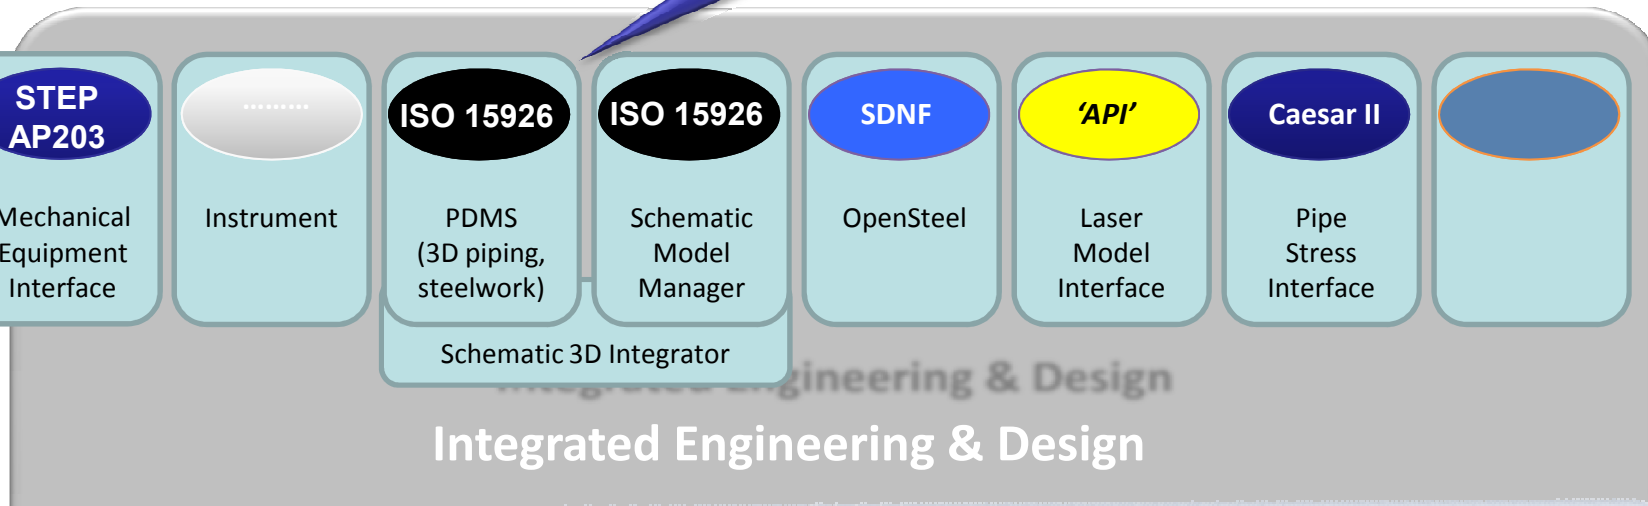 STEP
AP203
.........
ISO 15926
ISO 15926
SDNF
‘API’
Caesar II
Mechanical
Equipment
Interface
Instrument
PDMS
(3D piping,
steelwork)
Schematic
Model
Manager
OpenSteel
Laser
Model
Interface
Pipe
Stress
Interface
Schematic 3D Integrator
Integrated Engineering & Design